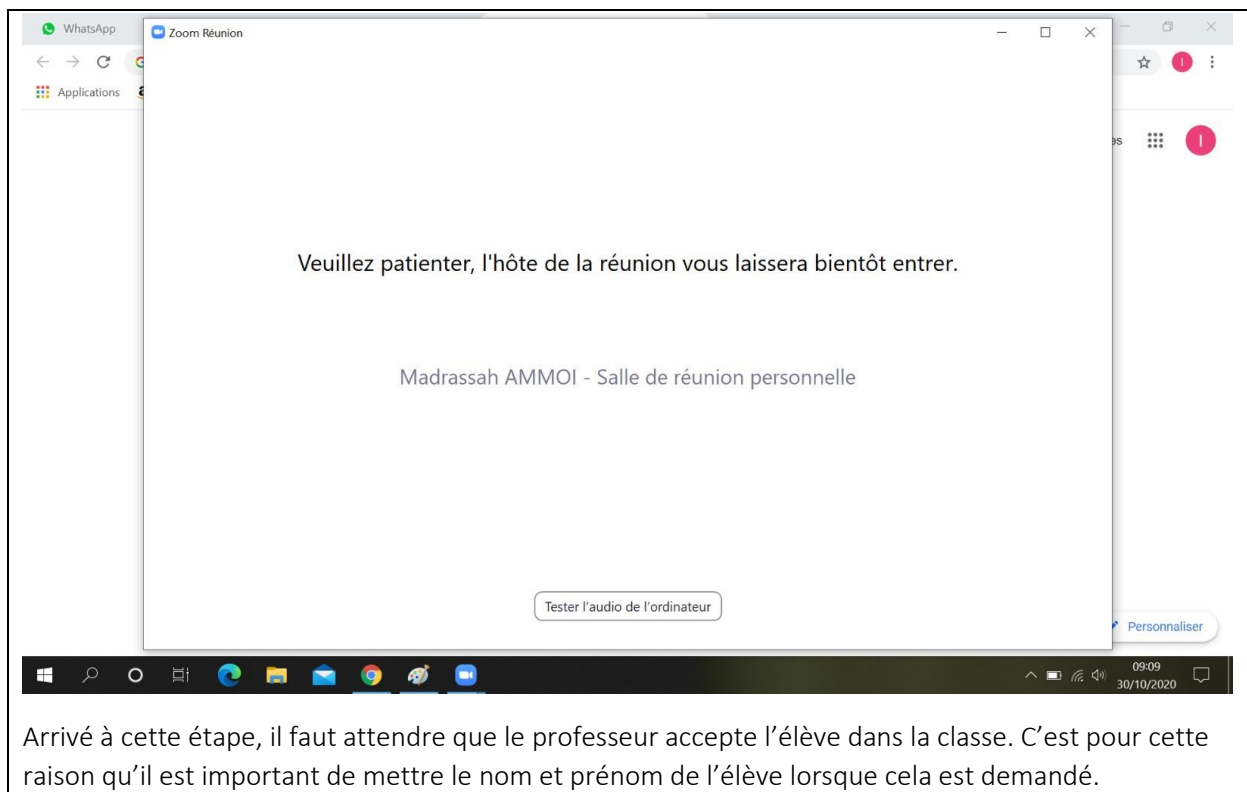 WhatsApp
Zoom Réunion
Applications
es
I
I
Veuillez patienter, l'hôte de la réunion vous laissera bientôt entrer.
Madrassah AMMOI - Salle de réunion personnelle
Tester l'audio de l'ordinateur
Personnaliser
09:09
30/10/2020
Arrivé à cette étape, il faut attendre que le professeur accepte l’élève dans la classe. C’est pour cette
raison qu’il est important de mettre le nom et prénom de l’élève lorsque cela est demandé.